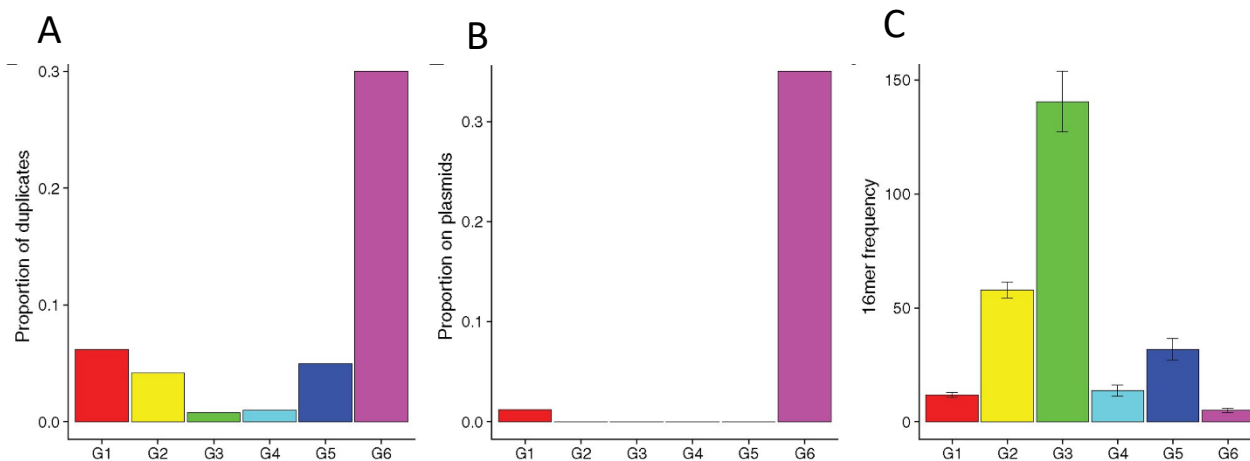 A
Proportion of duplicates
0.3
0.2
0.1
0.0
G1 G2 G3 G4 G5 G6
B
Proportion on plasmids
0.3
0.2
0.1
0.0
G1 G2 G3 G4 G5 G6
C
16mer frequency
150
100
50
0
G1 G2 G3 G4 G5 G6